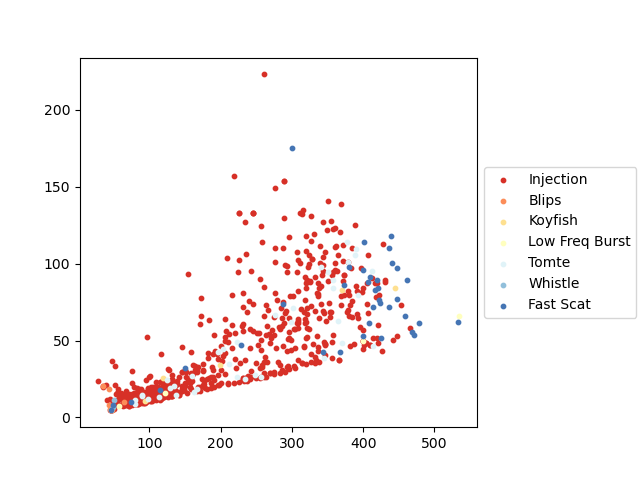 200
150
100
50
0
100
200
300
400
500
Injection
Blips
Koyfish
Low Freq Burst
Tomte
Whistle
Fast Scat